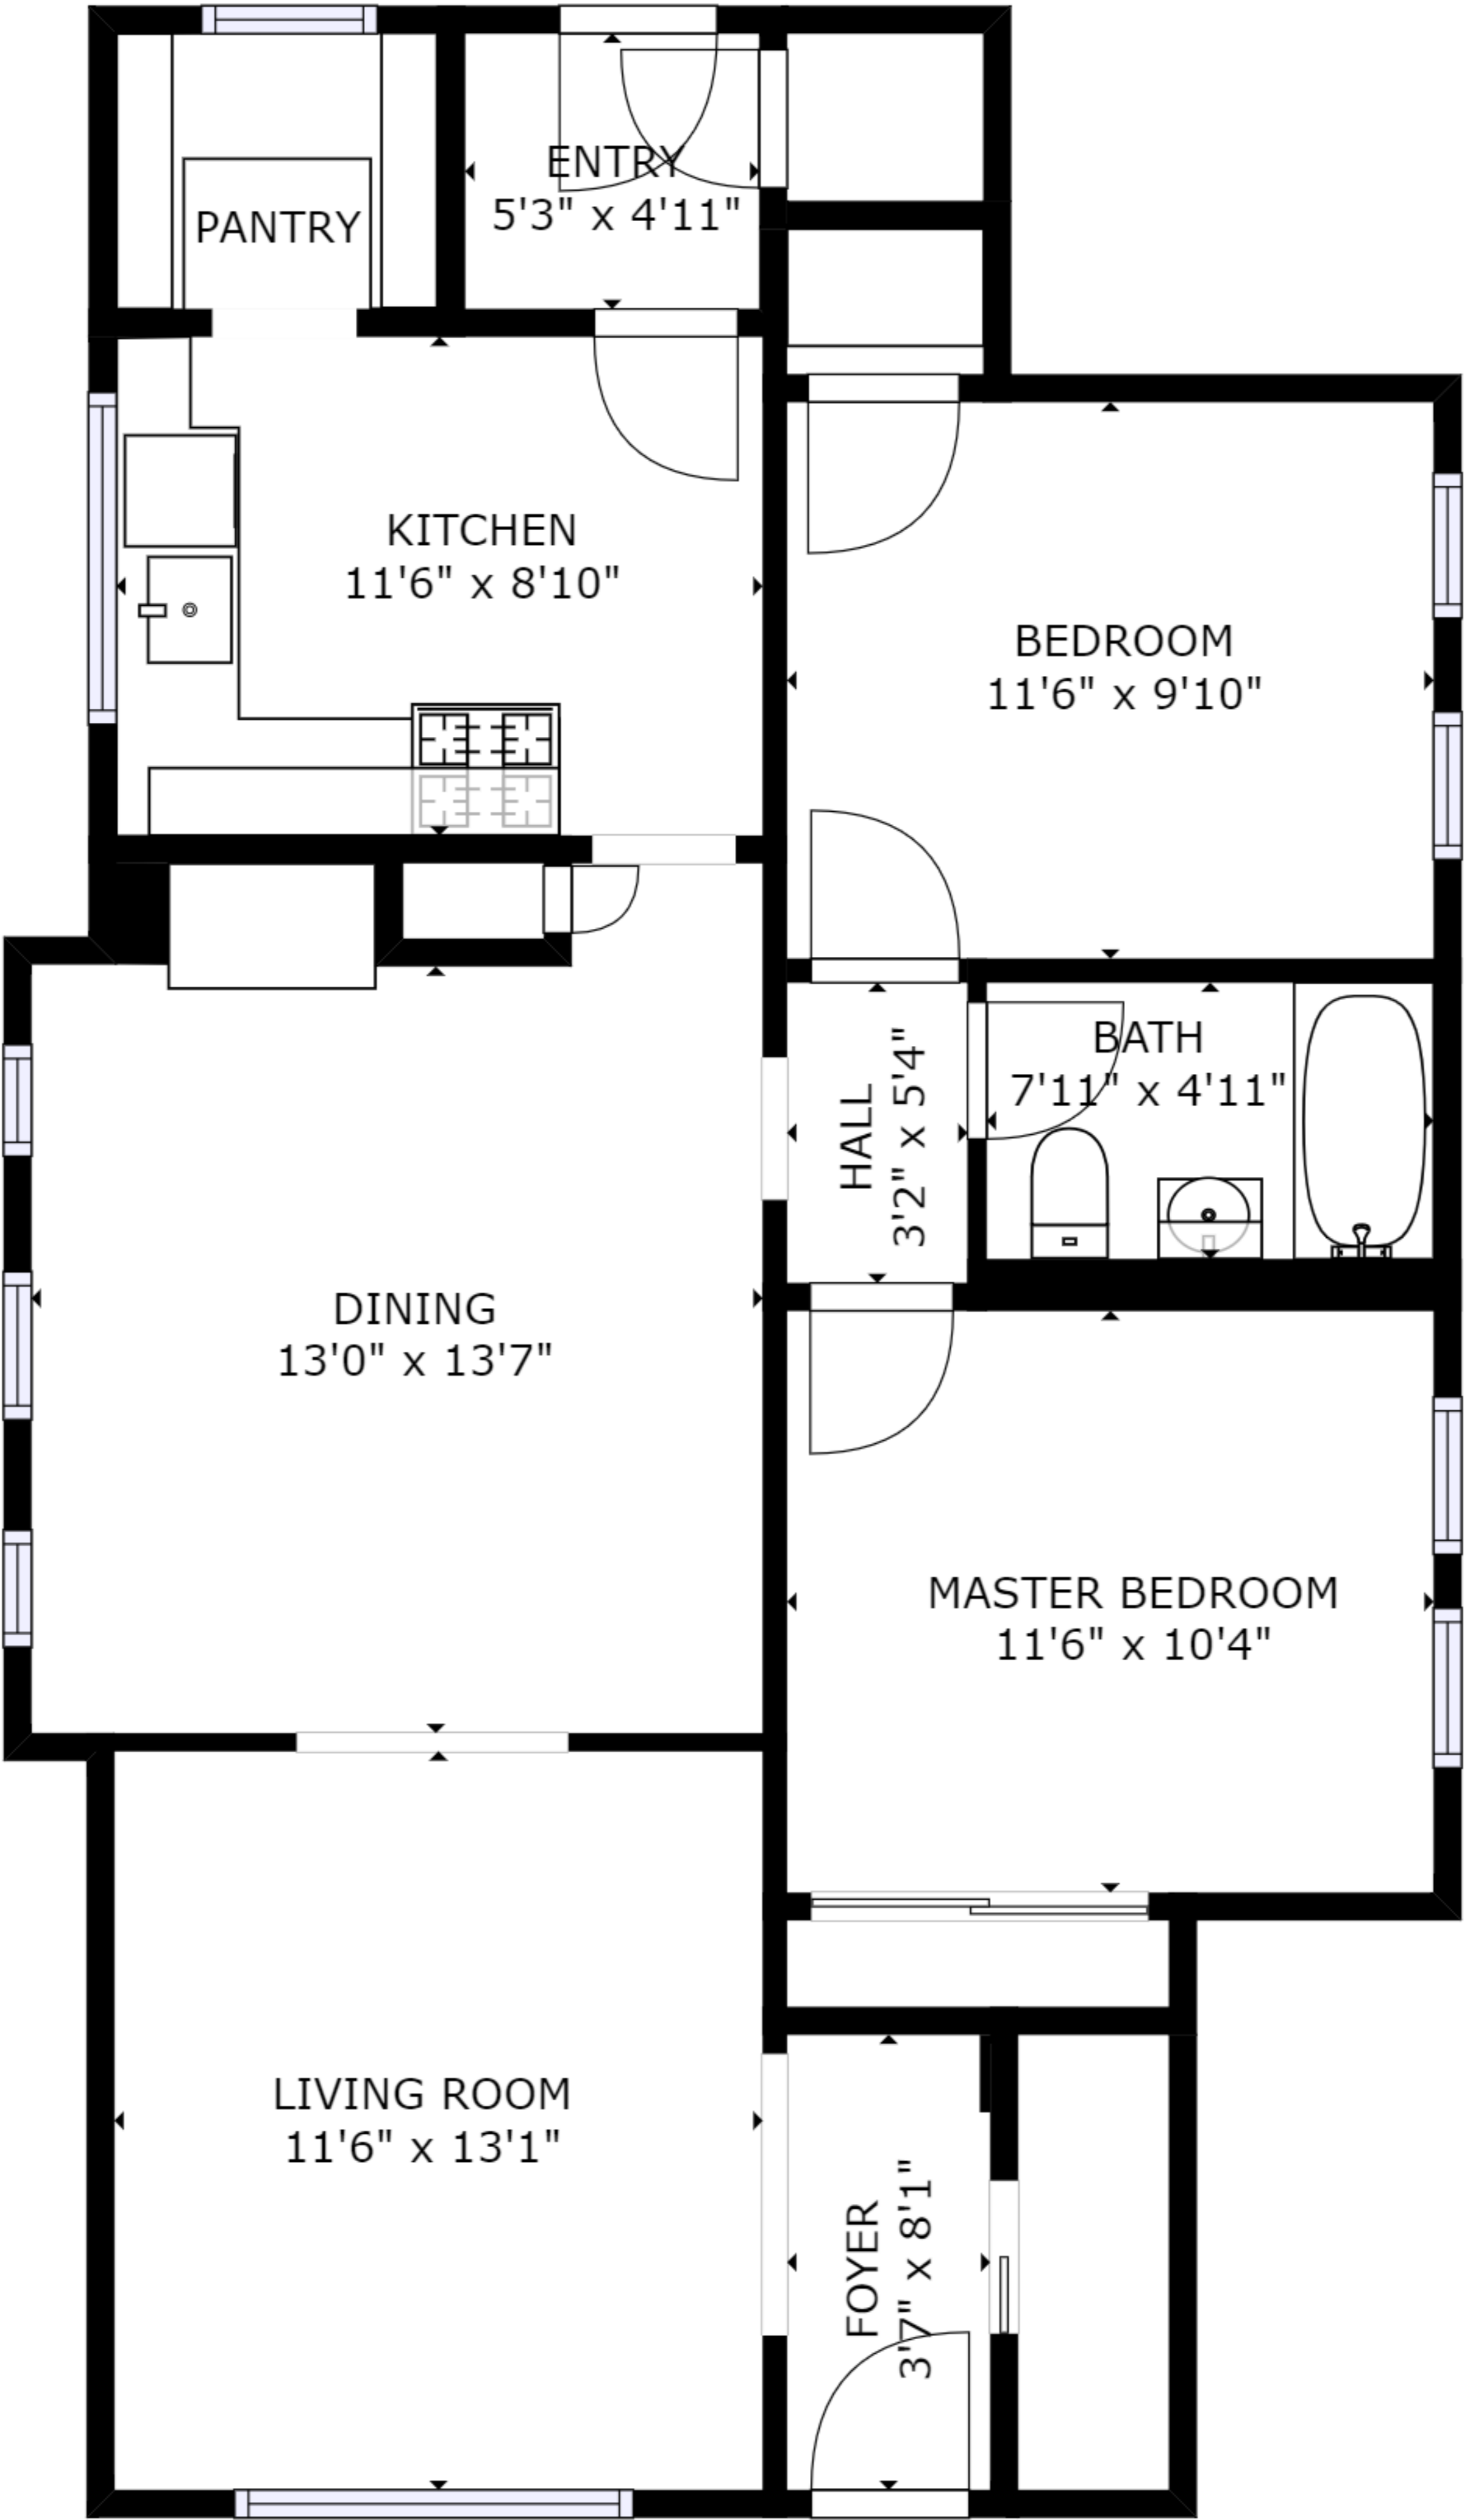 ENTRY
5'3" x 4'11"
PANTRY
KITCHEN
11'6" x 8'10"
BEDROOM
11'6" x 9'10"
BATH
7'11" x 4'11"
HALL
3'2" x 5'4"
DINING
13'0" x 13'7"
MASTER BEDROOM
11'6" x 10'4"
LIVING ROOM
11'6" x 13'1"
FOYER
3'7" x 8'1"